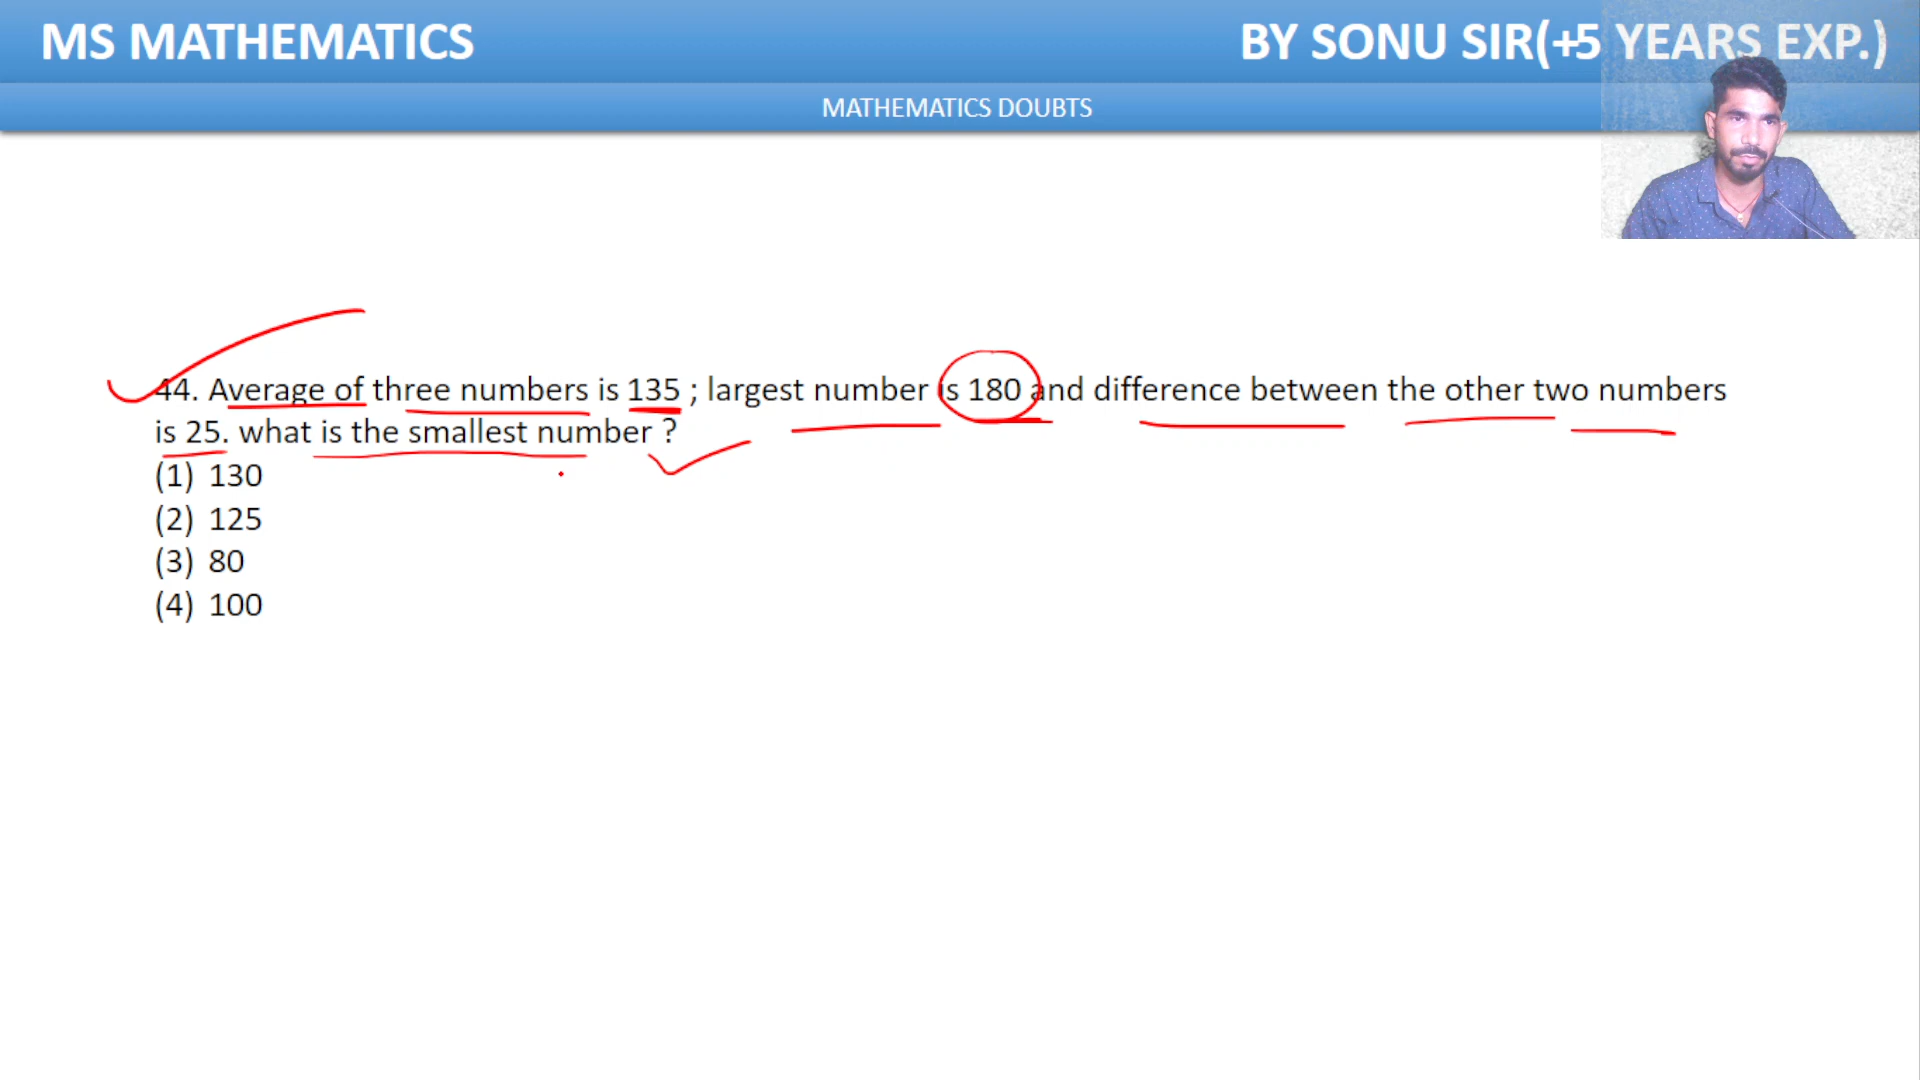 MS MATHEMATICS
BY SONU SIR(+5 YEARS EXP.)
MATHEMATICS DOUBTS
44. Average of three numbers is 135 ; largest number is 180 and difference between the other two numbers
is 25. what is the smallest number ?
(1) 130
(2) 125
(3) 80
(4) 100